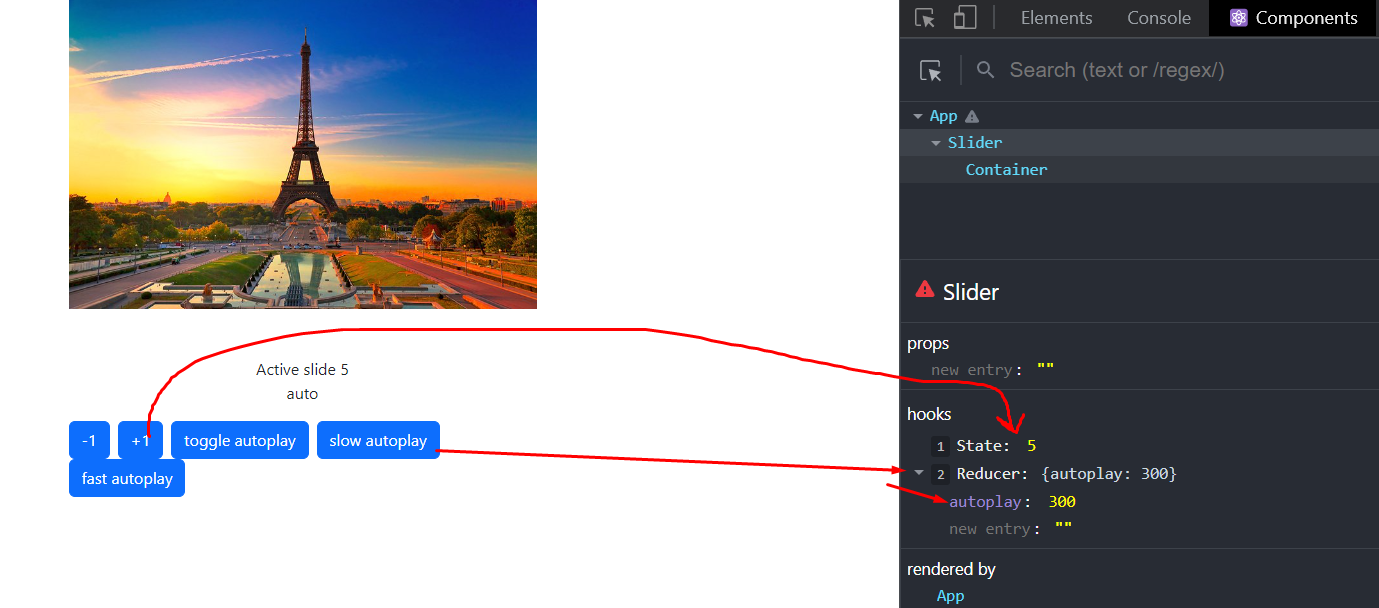 Elements Console Components
Search (text or /regex/)
App
Slider
Container
Slider
props
new entry: ""
Active slide 5
auto
hooks
-1 +1 toggle autoplay slow autoplay
fast autoplay
1 State: 5
2 Reducer: {autoplay: 300}
autoplay: 300
new entry: ""
rendered by
App